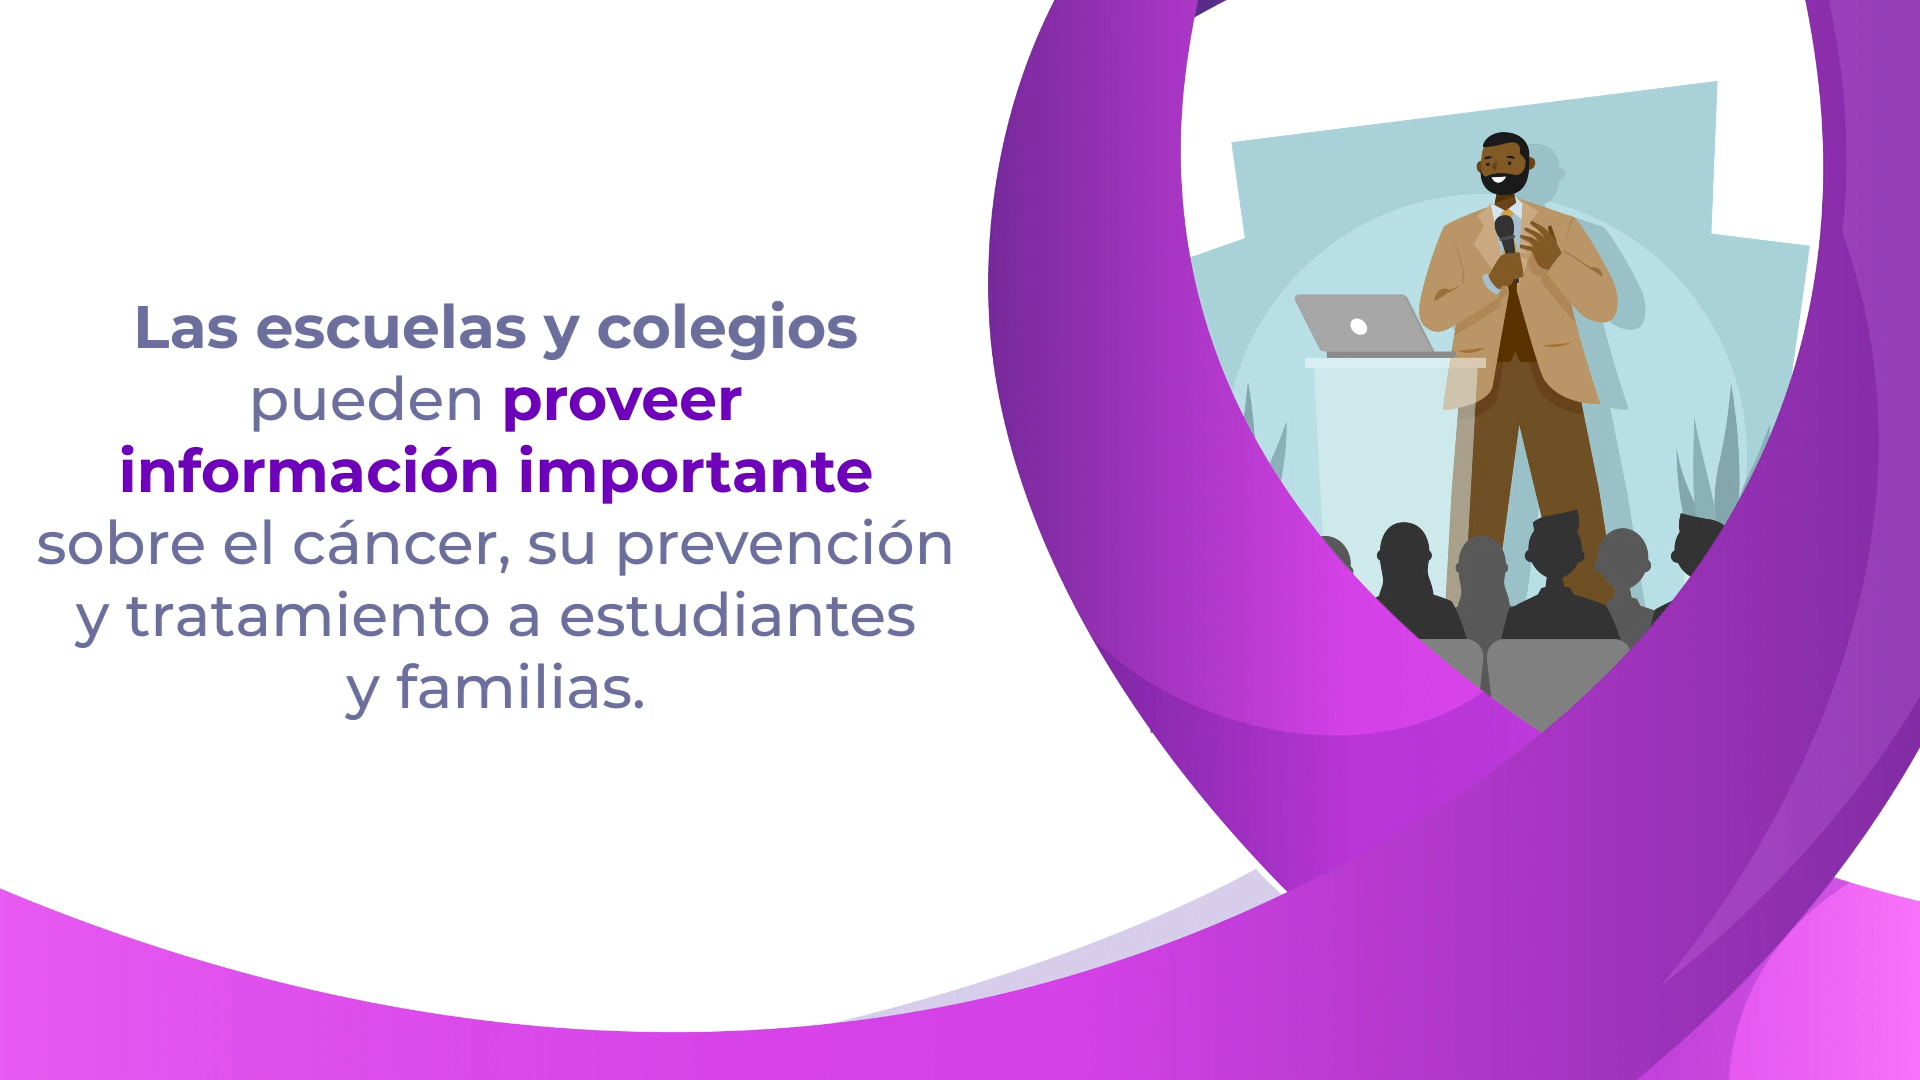 Las escuelas y colegios
pueden proveer
información importante
sobre el cáncer, su prevención
y tratamiento a estudiantes
y familias.